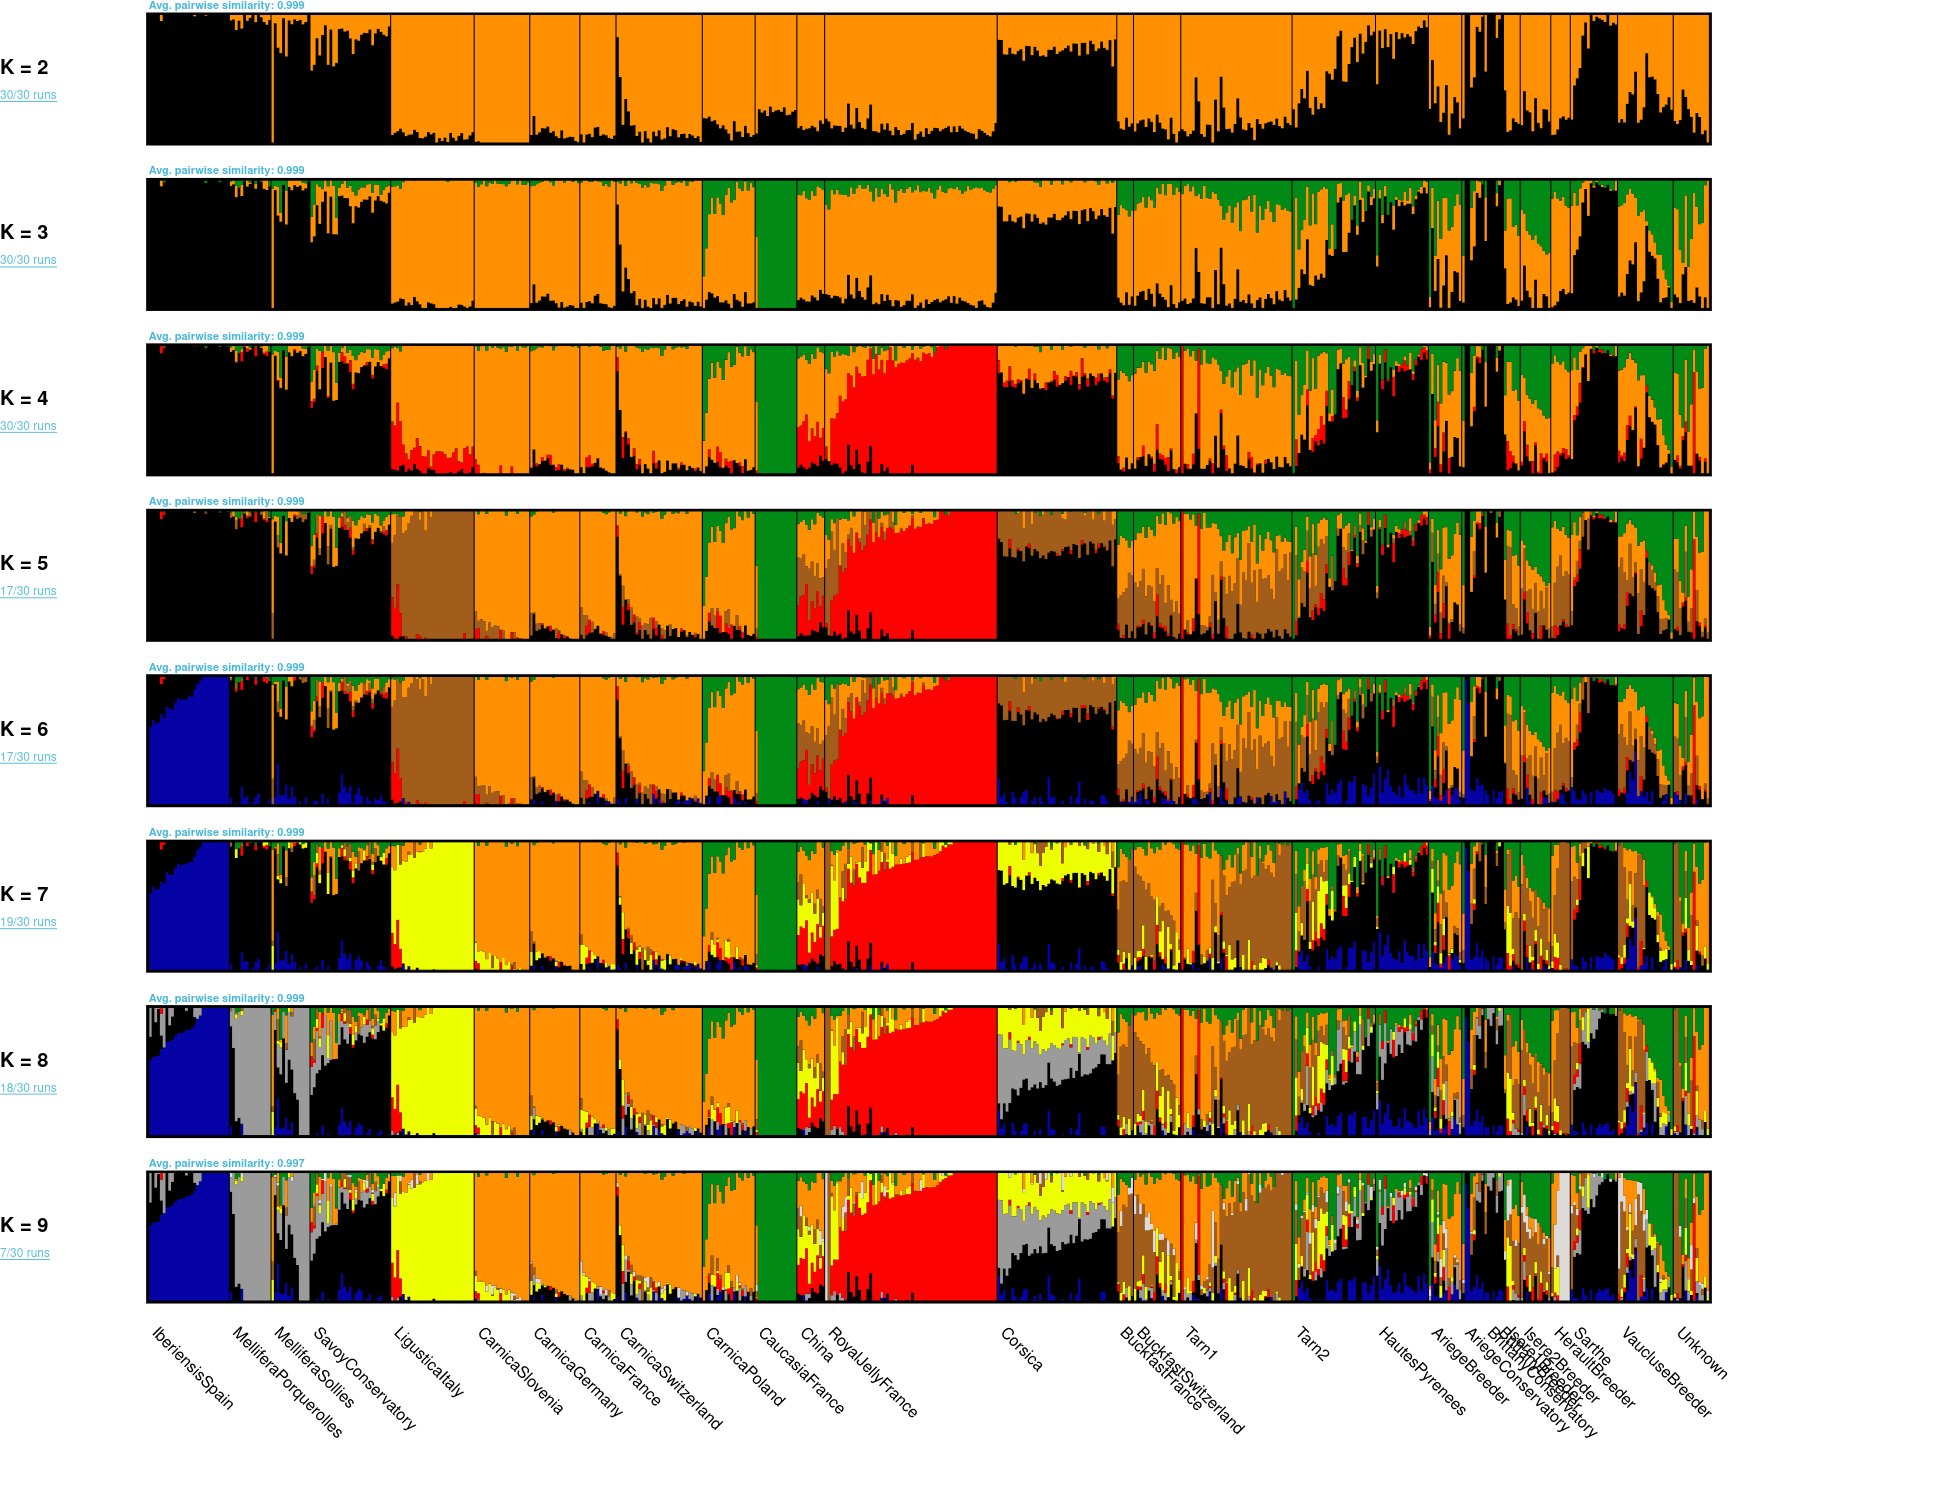 Avg. pairwise similarity: 0.999
K = 2
30/30 runs
Avg. pairwise similarity: 0.999
K = 3
30/30 runs
Avg. pairwise similarity: 0.999
K = 4
30/30 runs
Avg. pairwise similarity: 0.999
K = 5
17/30 runs
Avg. pairwise similarity: 0.999
K = 6
17/30 runs
Avg. pairwise similarity: 0.999
K = 7
19/30 runs
Avg. pairwise similarity: 0.999
K = 8
18/30 runs
Avg. pairwise similarity: 0.997
K = 9
7/30 runs
IberiensisSpain
MelliferaPorquerolles
MelliferaSollies
SavoyConservatory
LigusticaItaly
CarnicaSlovenia
CarnicaGermany
CarnicaFrance
CarnicaSwitzerland
CarnicaPoland
CaucasiaFrance
China
RoyalJellyFrance
Corsica
BuckfastFrance
BuckfastSwitzerland
Tarn1
Tarn2
HautesPyrenees
AriegeBreeder
AriegeConservatory
Isere2Breeder
HeraultBreeder
Sarthe
VaucluseBreeder
Unknown